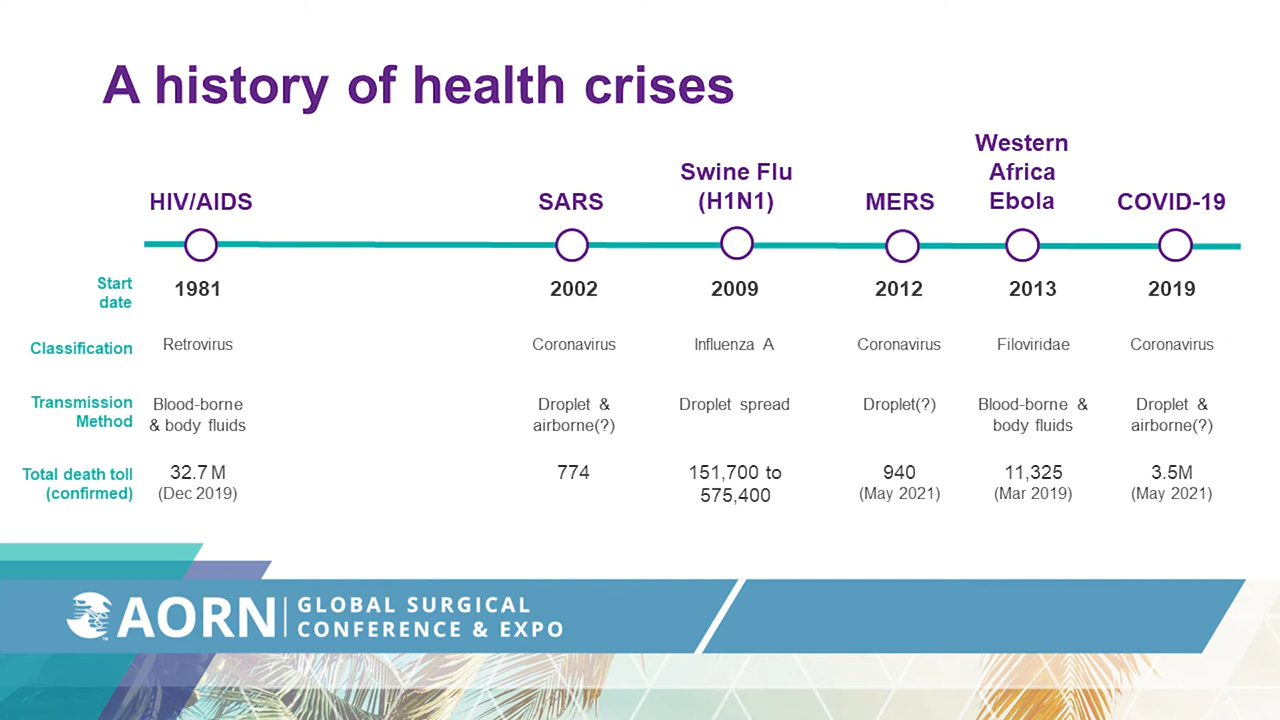 A history of health crises
Western
Africa
Ebola
Swine Flu
(H1N1)
HIV/AIDS
SARS
MERS
COVID-19
Start
date
1981
2002
2009
2012
2013
2019
Classification
Retrovirus
Coronavirus
Influenza A
Coronavirus
Filoviridae
Coronavirus
Transmission
Method
Blood-borne
& body fluids
Droplet &
airborne(?)
Droplet spread
Droplet(?)
Blood-borne &
body fluids
Droplet &
airborne(?)
Total death toll
(confirmed)
32.7 M
(Dec 2019)
774
151,700 to
575,400
940
(May 2021)
11,325
(Mar 2019)
3.5M
(May 2021)
AORN
GLOBAL SURGICAL
CONFERENCE & EXPO